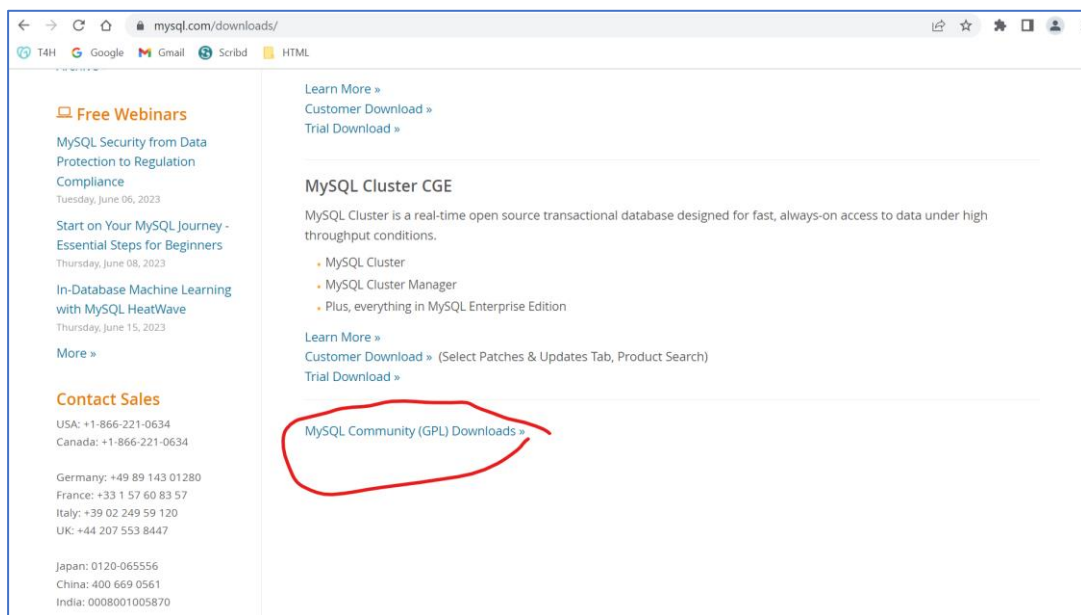 mysql.com/downloads/
T4H Google Gmail Scribd HTML
Free Webinars
MySQL Security from Data
Protection to Regulation
Compliance
Tuesday, June 06, 2023
Start on Your MySQL Journey -
Essential Steps for Beginners
Thursday, June 08, 2023
In-Database Machine Learning
with MySQL HeatWave
Thursday, June 15, 2023
More »
Contact Sales
USA: +1-866-221-0634
Canada: +1-866-221-0634
Germany: +49 89 143 01280
France: +33 1 57 60 83 57
Italy: +39 02 249 59 120
UK: +44 207 553 8447
Japan: 0120-065556
China: 400 669 0561
India: 0008001005870
Learn More »
Customer Download »
Trial Download »
MySQL Cluster CGE
MySQL Cluster is a real-time open source transactional database designed for fast, always-on access to data under high
throughput conditions.
• MySQL Cluster
• MySQL Cluster Manager
• Plus, everything in MySQL Enterprise Edition
Learn More »
Customer Download » (Select Patches & Updates Tab, Product Search)
Trial Download »
MySQL Community (GPL) Downloads »